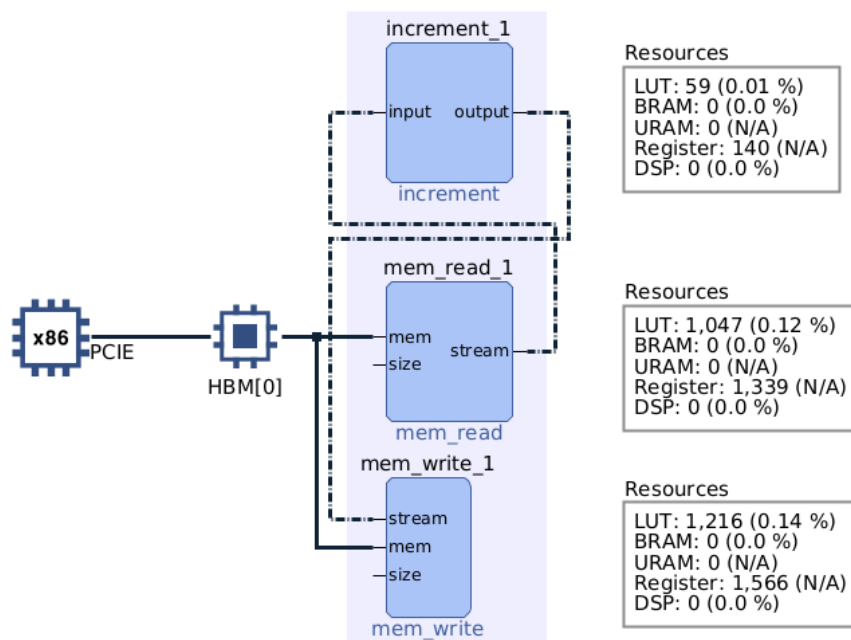 increment_1
input
output
increment
Resources
LUT: 59 (0.01 %)
BRAM: 0 (0.0 %)
URAM: 0 (N/A)
Register: 140 (N/A)
DSP: 0 (0.0 %)
x86
PCIE
HBM[0]
mem_read_1
mem
size
stream
mem_read
Resources
LUT: 1,047 (0.12 %)
BRAM: 0 (0.0 %)
URAM: 0 (N/A)
Register: 1,339 (N/A)
DSP: 0 (0.0 %)
mem_write_1
stream
mem
size
mem_write
Resources
LUT: 1,216 (0.14 %)
BRAM: 0 (0.0 %)
URAM: 0 (N/A)
Register: 1,566 (N/A)
DSP: 0 (0.0 %)